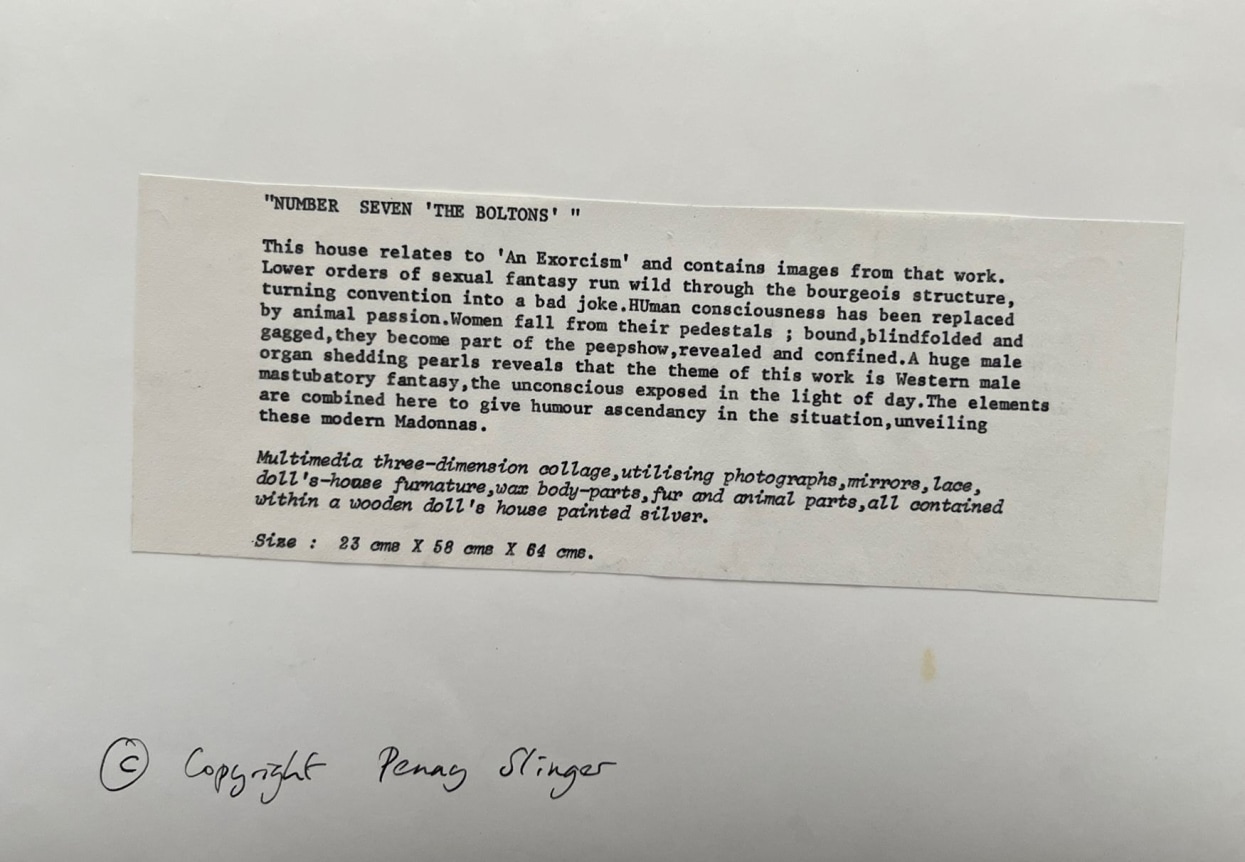 "NUMBER SEVEN 'THE BOLTONS' "
This house relates to 'An Exorcism' and contains images from that work.
Lower orders of sexual fantasy run wild through the bourgeois structure,
turning convention into a bad joke.HUman consciousness has been replaced
by animal passion.Women fall from their pedestals ; bound,blindfolded and
gagged,they become part of the peepshow,revealed and confined.A huge male
organ shedding pearls reveals that the theme of this work is Western male
mastubatory fantasy,the unconscious exposed in the light of day.The elements
are combined here to give humour ascendancy in the situation,unveiling
these modern Madonnas.
Multimedia three-dimension collage,utilising photographs,mirrors,lace,
doll's-house furnature,wax body-parts,fur and animal parts,all contained
within a wooden doll's house painted silver.
Size : 23 cms X 58 cms X 64 cms.
© Copyright Penny Slinger